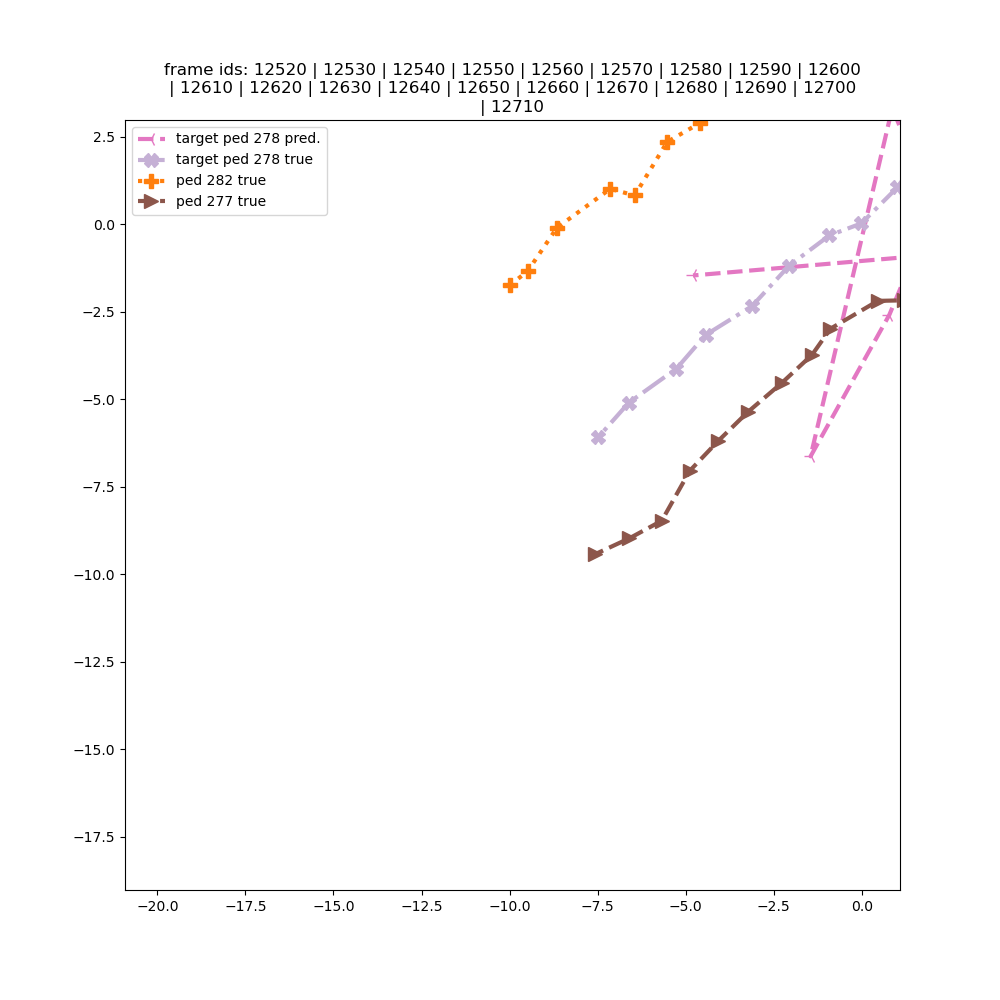 frame ids: 12520 | 12530 | 12540 | 12550 | 12560 | 12570 | 12580 | 12590 | 12600
| 12610 | 12620 | 12630 | 12640 | 12650 | 12660 | 12670 | 12680 | 12690 | 12700
| 12710
target ped 278 pred.
target ped 278 true
ped 282 true
ped 277 true
2.5
0.0
−2.5
−5.0
−7.5
−10.0
−12.5
−15.0
−17.5
−20.0 −17.5 −15.0 −12.5 −10.0 −7.5 −5.0 −2.5 0.0